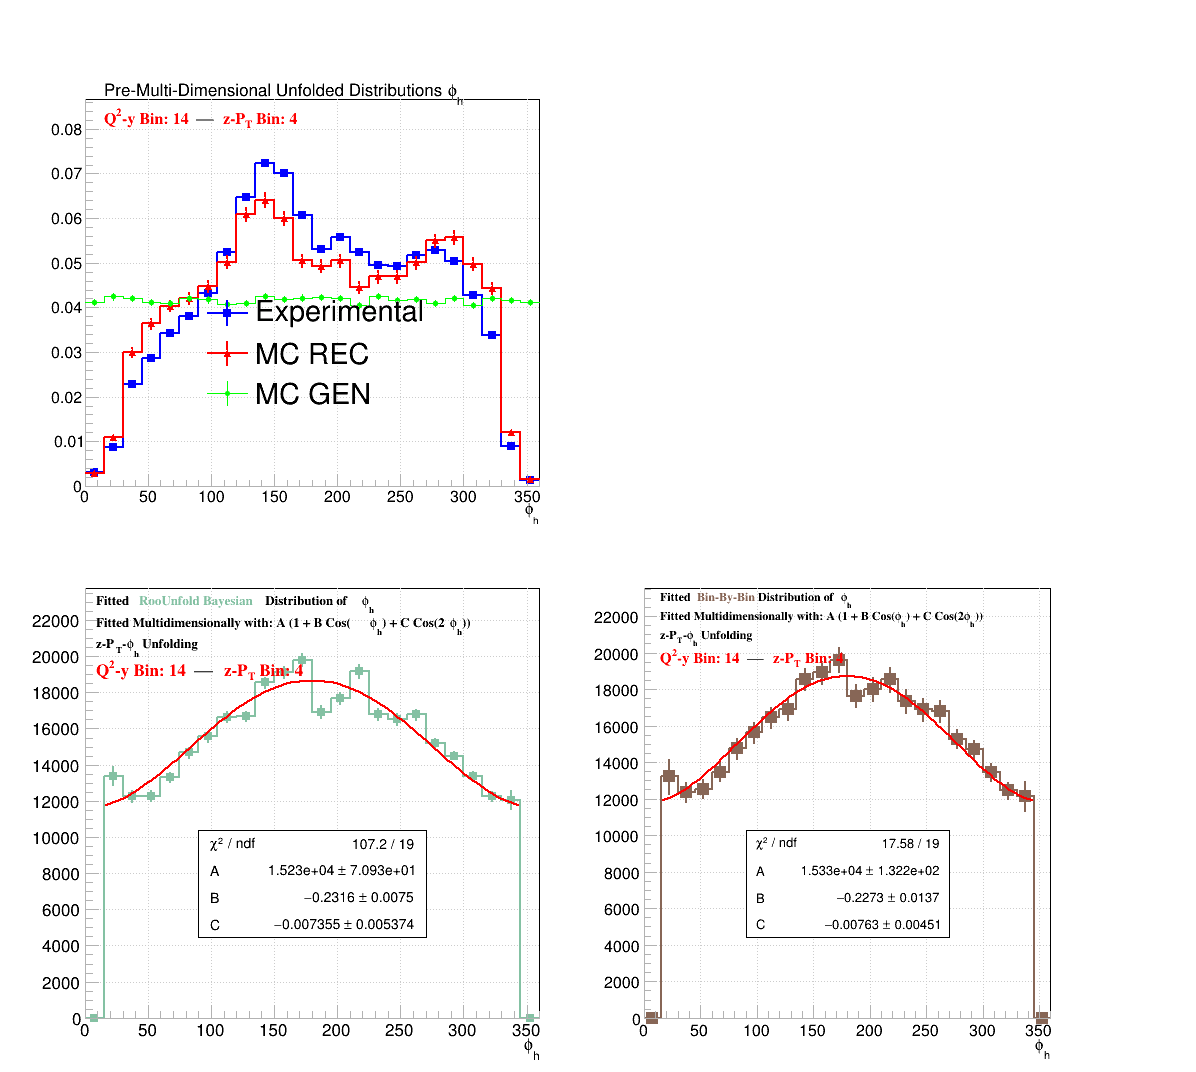 Pre-Multi-Dimensional Unfolded Distributions ϕh
Q²-y Bin: 14 — z-PT Bin: 4
0.08
0.07
0.06
0.05
0.04
0.03
0.02
0.01
0
Experimental
MC REC
MC GEN
0 50 100 150 200 250 300 350
ϕh
Fitted RooUnfold Bayesian Distribution of ϕh
Fitted Multidimensionally with: A (1 + B Cos( ϕh) + C Cos(2 ϕh))
z-PT-ϕh Unfolding
Q²-y Bin: 14 — z-PT Bin: 4
22000
20000
18000
16000
14000
12000
10000
8000
6000
4000
2000
0
χ² / ndf 107.2 / 19
A 1.523e+04 ± 7.093e+01
B −0.2316 ± 0.0075
C −0.007355 ± 0.005374
0 50 100 150 200 250 300 350
ϕh
Fitted Bin-By-Bin Distribution of ϕh
Fitted Multidimensionally with: A (1 + B Cos(ϕh) + C Cos(2ϕh))
z-PT-ϕh Unfolding
Q²-y Bin: 14 — z-PT Bin: 4
22000
20000
18000
16000
14000
12000
10000
8000
6000
4000
2000
0
χ² / ndf 17.58 / 19
A 1.533e+04 ± 1.322e+02
B −0.2273 ± 0.0137
C −0.00763 ± 0.00451
0 50 100 150 200 250 300 350
ϕh